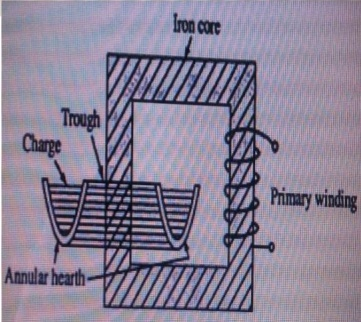 Iron core
Trough
Charge
Primary winding
Annular hearth